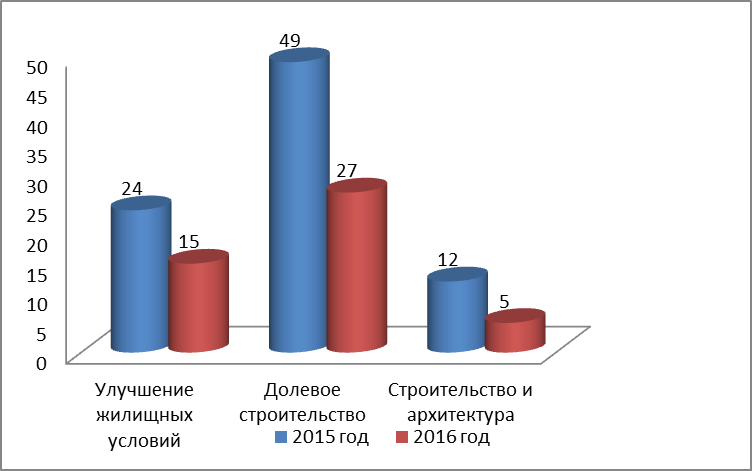 49
50
45
40
35
30
25
20
15
10
5
0
24
15
27
12
5
Улучшение
жилищных
условий
Долевое
строительство
Строительство и
архитектура
2015 год 2016 год